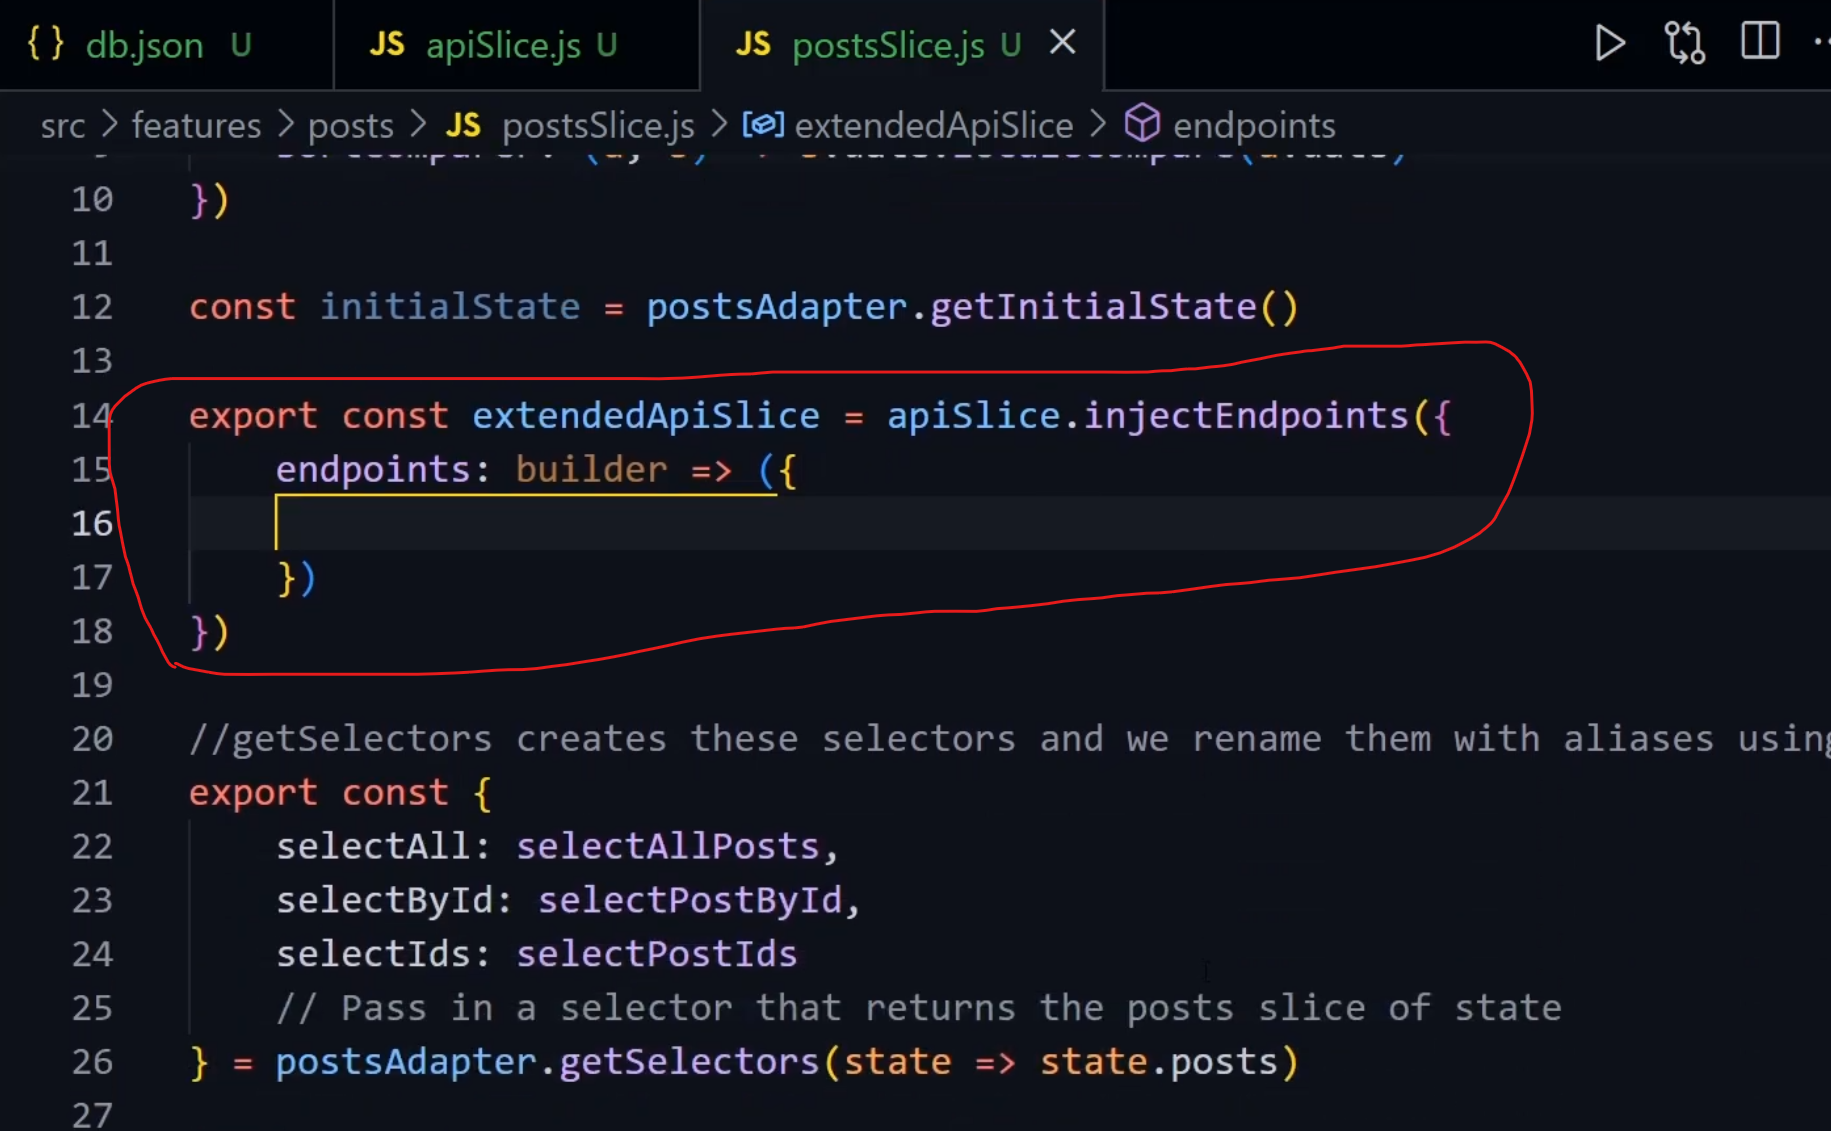 { } db.json U JS apiSlice.js U JS postsSlice.js U
src > features > posts > JS postsSlice.js > extendedApiSlice > endpoints
10 })
11
12 const initialState = postsAdapter.getInitialState()
13
14 export const extendedApiSlice = apiSlice.injectEndpoints({
15 endpoints: builder => ({
16
17 })
18 })
19
20 //getSelectors creates these selectors and we rename them with aliases using
21 export const {
22 selectAll: selectAllPosts,
23 selectById: selectPostById,
24 selectIds: selectPostIds
25 // Pass in a selector that returns the posts slice of state
26 } = postsAdapter.getSelectors(state => state.posts)
27